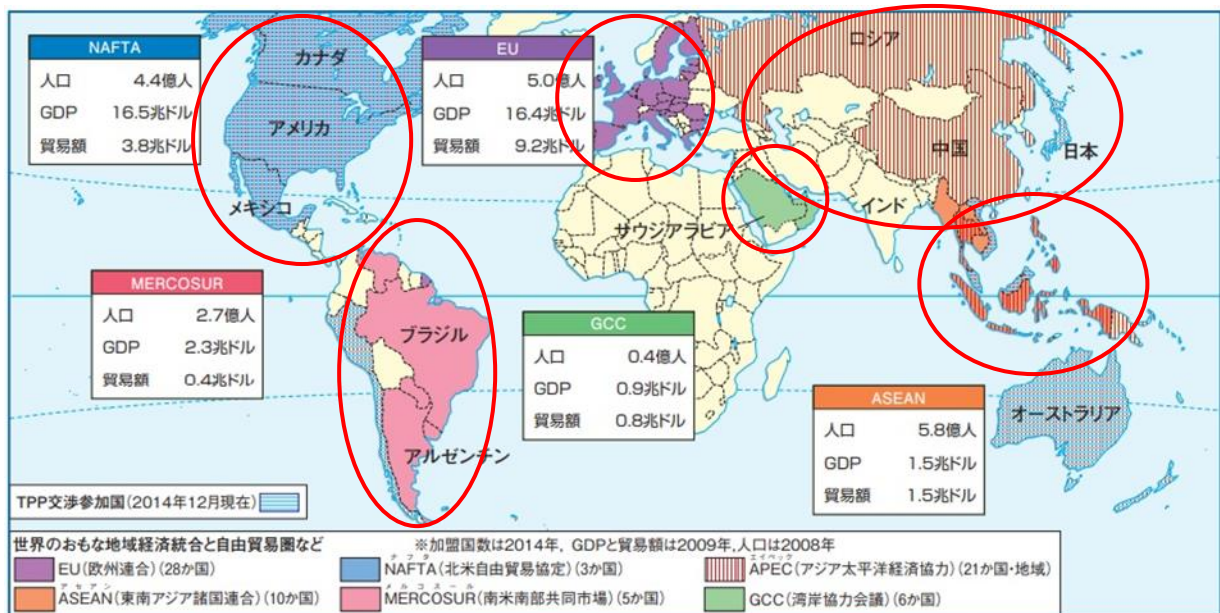 NAFTA
人口 4.4億人
GDP 16.5兆ドル
貿易額 3.8兆ドル
カナダ
アメリカ
メキシコ
EU
人口 5.0億人
GDP 16.4兆ドル
貿易額 9.2兆ドル
ロシア
中国
日本
インド
サウジアラビア
MERCOSUR
人口 2.7億人
GDP 2.3兆ドル
貿易額 0.4兆ドル
ブラジル
アルゼンチン
GCC
人口 0.4億人
GDP 0.9兆ドル
貿易額 0.8兆ドル
ASEAN
人口 5.8億人
GDP 1.5兆ドル
貿易額 1.5兆ドル
オーストラリア
TPP交渉参加国(2014年12月現在)
世界のおもな地域経済統合と自由貿易圏など ※加盟国数は2014年, GDPと貿易額は2009年,人口は2008年
ナフタ エイペック
EU(欧州連合)(28か国) NAFTA(北米自由貿易協定)(3か国) APEC(アジア太平洋経済協力)(21か国・地域)
アセアン メルコスール
ASEAN(東南アジア諸国連合)(10か国) MERCOSUR(南米南部共同市場)(5か国) GCC(湾岸協力会議)(6か国)